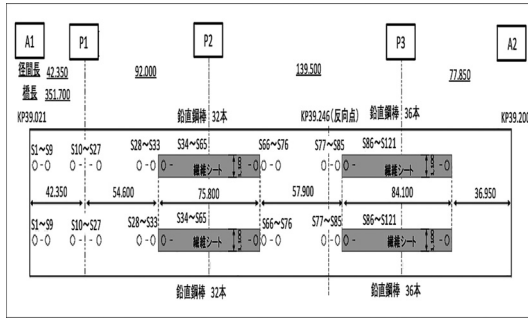 A1 P1 P2 P3 A2
径間長 42.350 92.000 139.500 77.850
橋長 351.700
KP39.021 鉛直鋼棒 32本 KP39.246(反向点) 鉛直鋼棒 36本 KP39.200
S1～S9 S10～S27 S28～S33 S34～S65 S66～S76 S77～S85 S86～S121
繊維シート 繊維シート
42.350 54.600 75.800 57.900 84.100 36.950
S1～S9 S10～S27 S28～S33 S34～S65 S66～S76 S77～S85 S86～S121
繊維シート 繊維シート
鉛直鋼棒 32本 鉛直鋼棒 36本